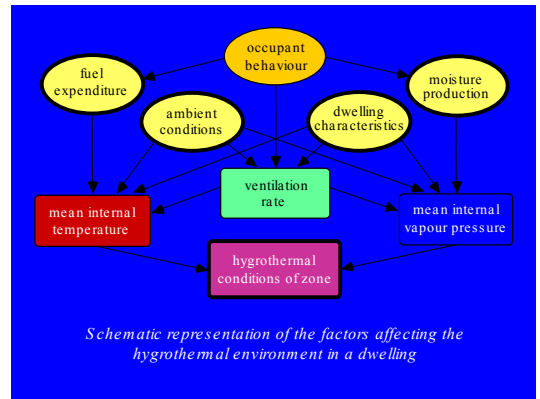 occupant
behaviour
fuel
expenditure
moisture
production
ambient
conditions
dwelling
characteristics
ventilation
rate
mean internal
temperature
mean internal
vapour pressure
hygrothermal
conditions of zone
Schematic representation of the factors affecting the
hygrothermal environment in a dwelling